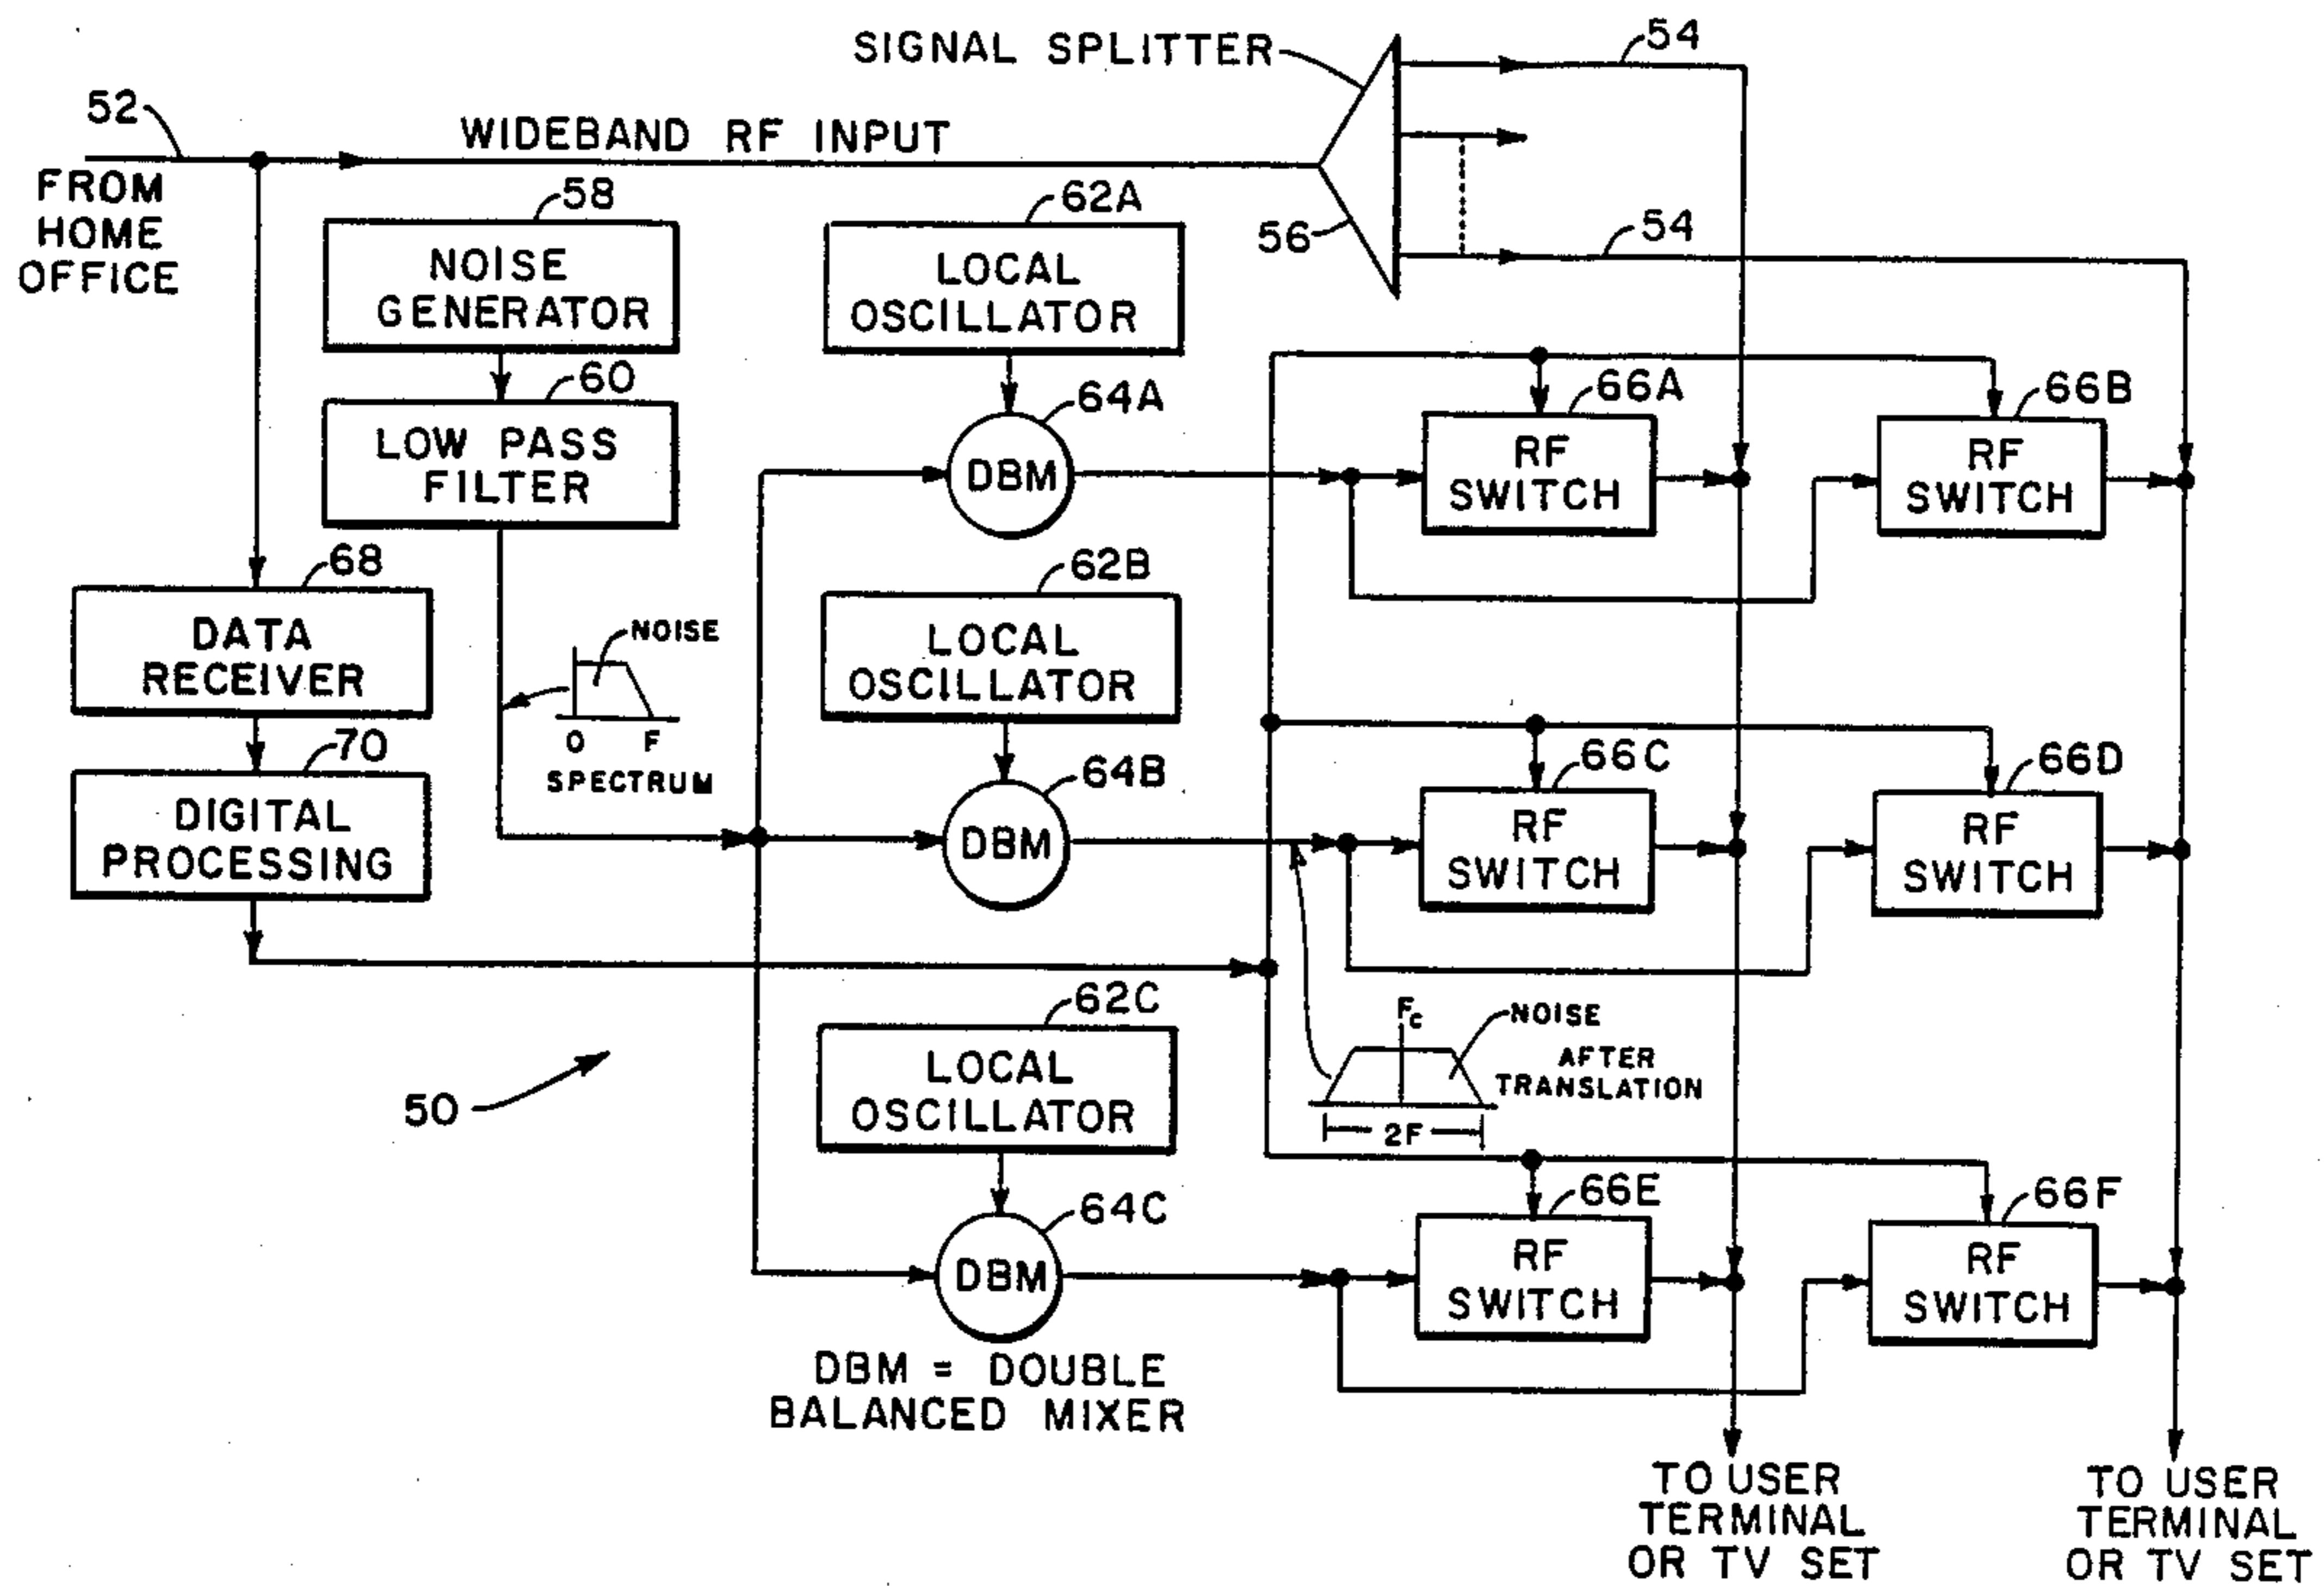 SIGNAL SPLITTER
54
52
WIDEBAND RF INPUT
FROM
HOME
OFFICE
58
62A
56
54
NOISE
GENERATOR
LOCAL
OSCILLATOR
60
64A
66A
66B
LOW PASS
FILTER
DBM
RF
SWITCH
RF
SWITCH
68
62B
DATA
RECEIVER
NOISE
O F
SPECTRUM
LOCAL
OSCILLATOR
70
64B
66C
66D
DIGITAL
PROCESSING
DBM
RF
SWITCH
RF
SWITCH
62C
Fc
NOISE
AFTER
TRANSLATION
2F
50
LOCAL
OSCILLATOR
64C
66E
66F
DBM
RF
SWITCH
RF
SWITCH
DBM = DOUBLE
BALANCED MIXER
TO USER
TERMINAL
OR TV SET
TO USER
TERMINAL
OR TV SET